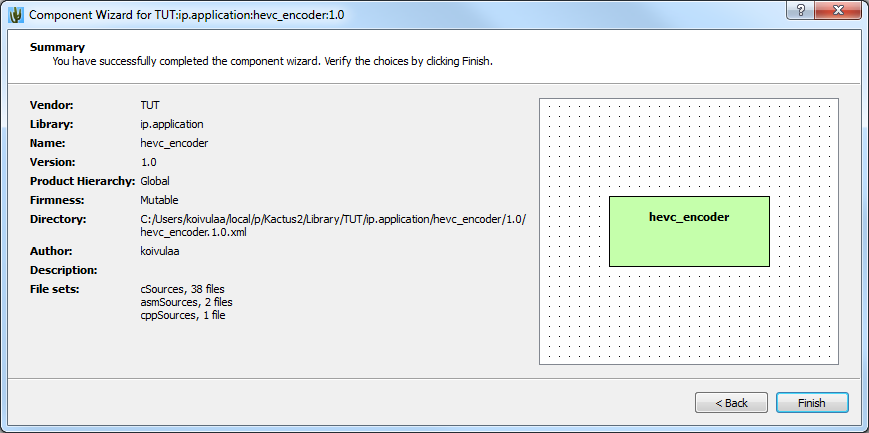 Component Wizard for TUT:ip.application:hevc_encoder:1.0
Summary
You have successfully completed the component wizard. Verify the choices by clicking Finish.
Vendor: TUT
Library: ip.application
Name: hevc_encoder
Version: 1.0
Product Hierarchy: Global
Firmness: Mutable
Directory: C:/Users/koivulaa/local/p/Kactus2/Library/TUT/ip.application/hevc_encoder/1.0/
hevc_encoder.1.0.xml
Author: koivulaa
Description:
File sets: cSources, 38 files
asmSources, 2 files
cppSources, 1 file
hevc_encoder
< Back
Finish